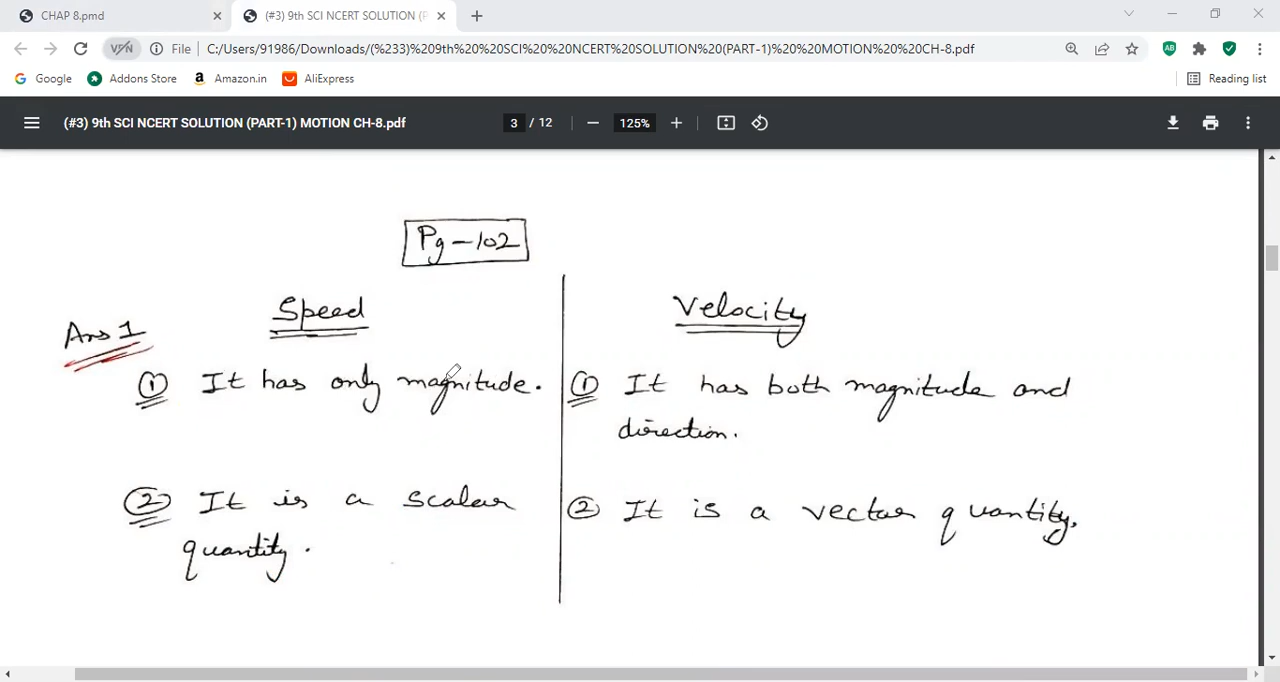 CHAP 8.pmd
(#3) 9th SCI NCERT SOLUTION (P
VPN
File
C:/Users/91986/Downloads/(%233)%209th%20%20SCI%20%20NCERT%20SOLUTION%20(PART-1)%20%20MOTION%20%20CH-8.pdf
AB
Google
Addons Store
Amazon.in
AliExpress
Reading list
(#3) 9th SCI NCERT SOLUTION (PART-1) MOTION CH-8.pdf
3 / 12
125%
Pg-102
Ans 1
Speed
① It has only magnitude.
② It is a scalar
quantity.
Velocity
① It has both magnitude and
direction.
② It is a vector quantity.